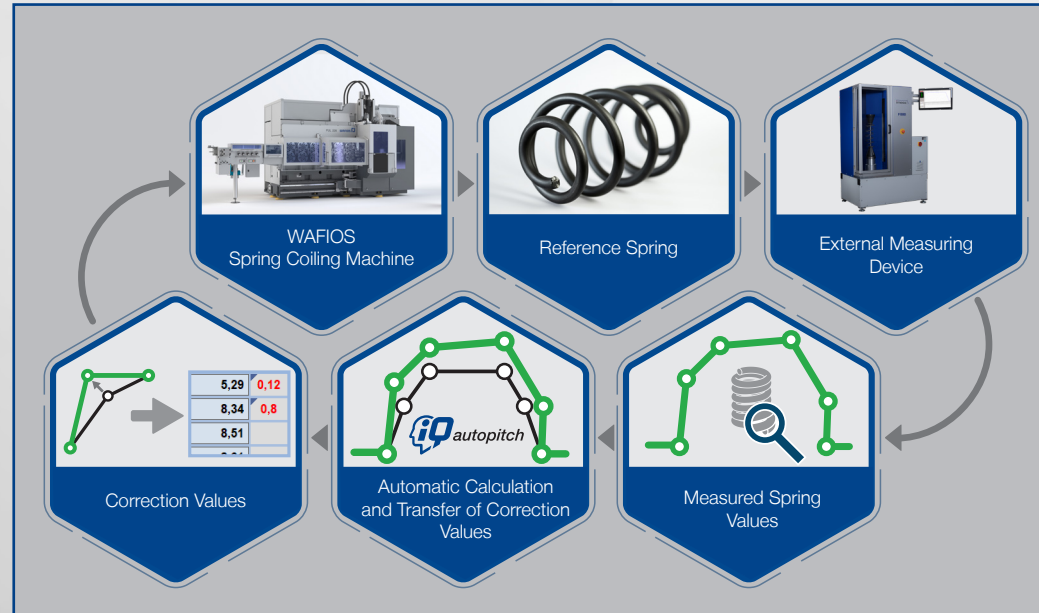 WAFIOS
Spring Coiling Machine
Reference Spring
External Measuring
Device
Correction Values
5,29 0,12
8,34 0,8
8,51
iQ autopitch
Automatic Calculation
and Transfer of Correction
Values
Measured Spring
Values